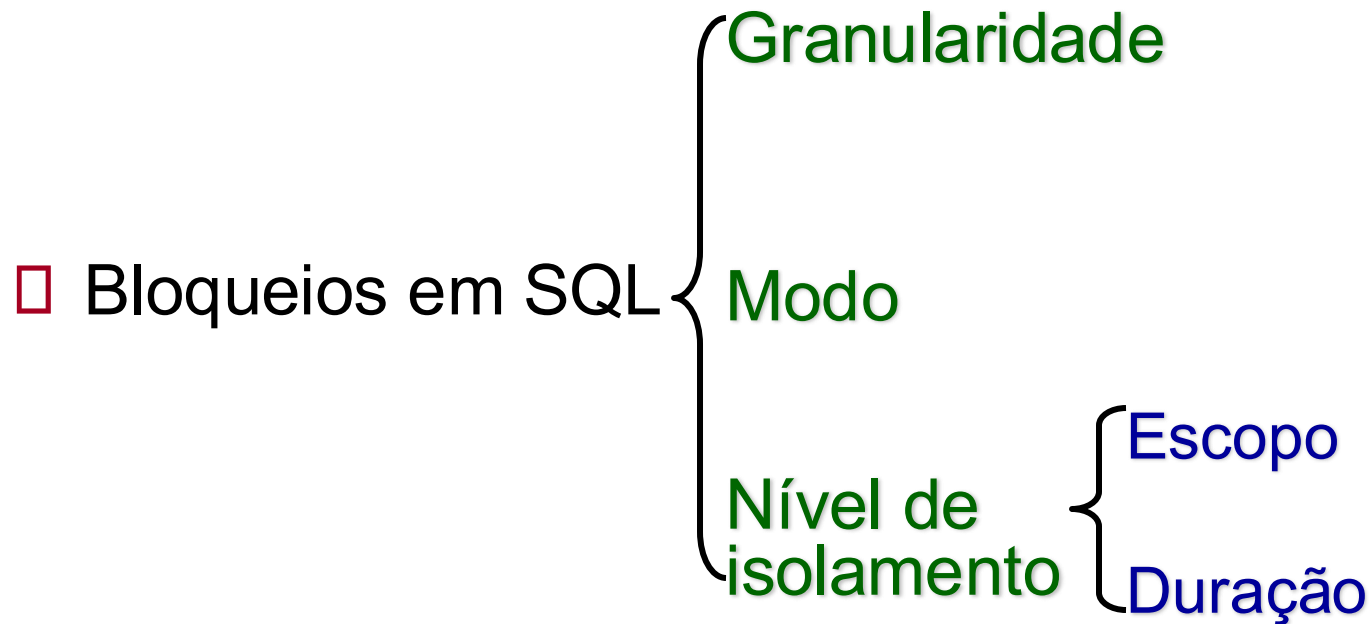 Granularidade
Bloqueios em SQL
Modo
Nível de
isolamento
Escopo
Duração